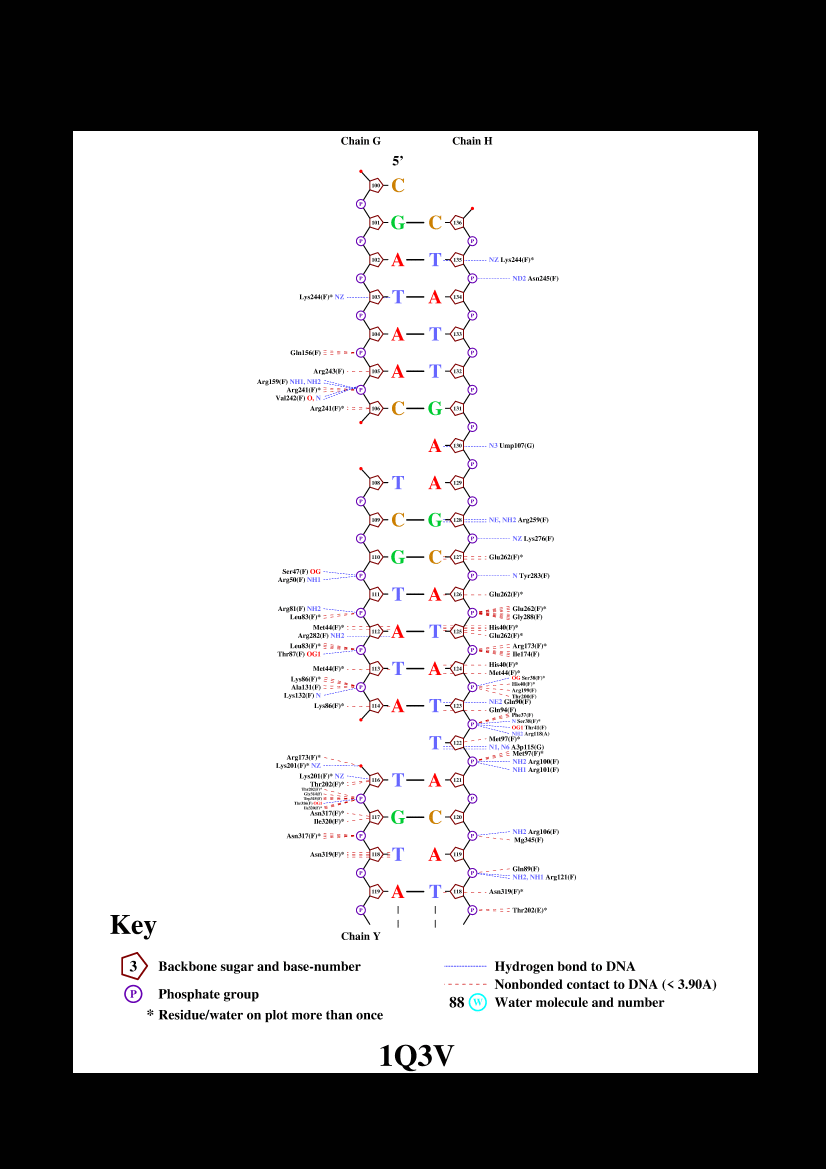 Chain G Chain H
5'
100 C
P
101 G C 136
P P
102 A T 135 NZ Lys244(F)*
P P ND2 Asn245(F)
Lys244(F)* NZ 103 T A 134
P P
104 A T 133
Gln156(F) P P
Arg243(F) 105 A T 132
Arg159(F) NH1, NH2
Arg241(F)* P P
Val242(F) O, N
Arg241(F)* 106 C G 131
P
A 130 N3 Ump107(G)
P
108 T A 129
P P
109 C G 128 NE, NH2 Arg259(F)
P P NZ Lys276(F)
110 G C 127 Glu262(F)*
Ser47(F) OG P P N Tyr283(F)
Arg50(F) NH1
111 T A 126 Glu262(F)*
Arg81(F) NH2 P P Glu262(F)*
Leu83(F)* Gly288(F)
Met44(F)* His40(F)*
112 A T 125
Arg282(F) NH2 Glu262(F)*
Leu83(F)* P P Arg173(F)*
Thr87(F) OG1 Ile174(F)
His40(F)*
Met44(F)* 113 T A 124
Met44(F)*
Lys86(F)* OG Ser38(F)*
Ala131(F) P P His40(F)*
Lys132(F) N Arg199(F)
Thr200(F)
NE2 Gln90(F)
Lys86(F)* 114 A T 123
Gln94(F)
Phe37(F)
N Ser38(F)*
P OG1 Thr41(F)
NH2 Arg118(A)
Met97(F)*
T 122
N1, N6 A3p115(G)
Met97(F)*
Arg173(F)* P NH2 Arg100(F)
Lys201(F)* NZ NH1 Arg101(F)
Lys201(F)* NZ 116 T A 121
Thr202(F)*
P P
Asn317(F)* 117 G C 120
Ile320(F)*
Asn317(F)* P P NH2 Arg106(F)
Mg345(F)
Asn319(F)* 118 T A 119
P P Gln89(F)
NH2, NH1 Arg121(F)
119 A T 118 Asn319(F)*
P P Thr202(E)*
Chain Y
Key
3 Backbone sugar and base-number
P Phosphate group
* Residue/water on plot more than once
Hydrogen bond to DNA
Nonbonded contact to DNA (< 3.90A)
88 W Water molecule and number
1Q3V